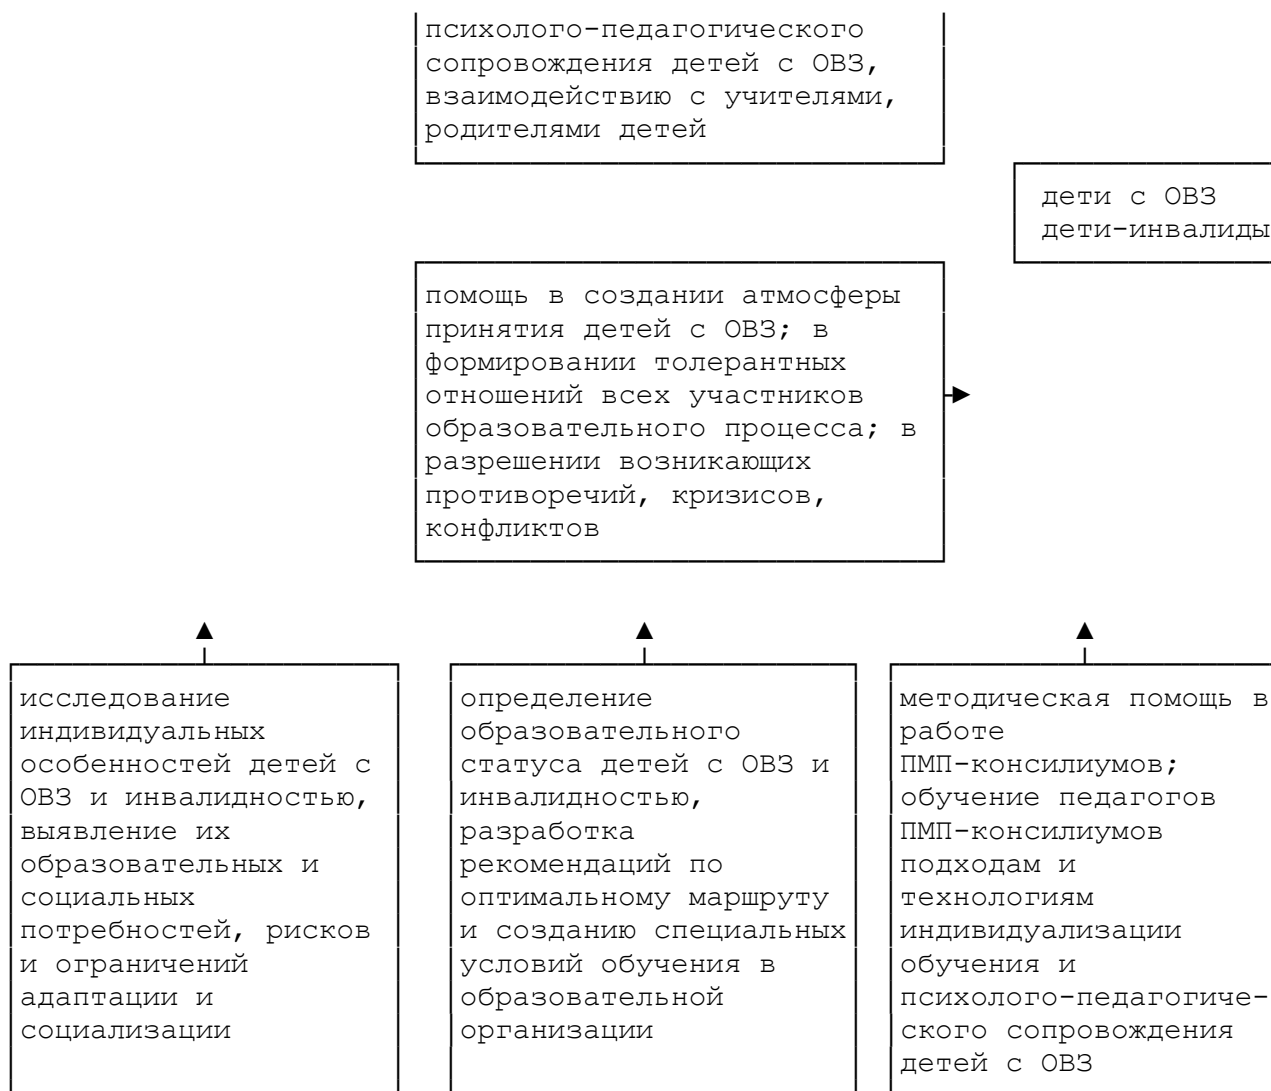 психолого-педагогического
сопровождения детей с ОВЗ,
взаимодействию с учителями,
родителями детей
дети с ОВЗ
дети-инвалиды
помощь в создании атмосферы
принятия детей с ОВЗ; в
формировании толерантных
отношений всех участников
образовательного процесса; в
разрешении возникающих
противоречий, кризисов,
конфликтов
исследование
индивидуальных
особенностей детей с
ОВЗ и инвалидностью,
выявление их
образовательных и
социальных
потребностей, рисков
и ограничений
адаптации и
социализации
определение
образовательного
статуса детей с ОВЗ и
инвалидностью,
разработка
рекомендаций по
оптимальному маршруту
и созданию специальных
условий обучения в
образовательной
организации
методическая помощь в
работе
ПМП-консилиумов;
обучение педагогов
ПМП-консилиумов
подходам и
технологиям
индивидуализации
обучения и
психолого-педагогиче-
ского сопровождения
детей с ОВЗ